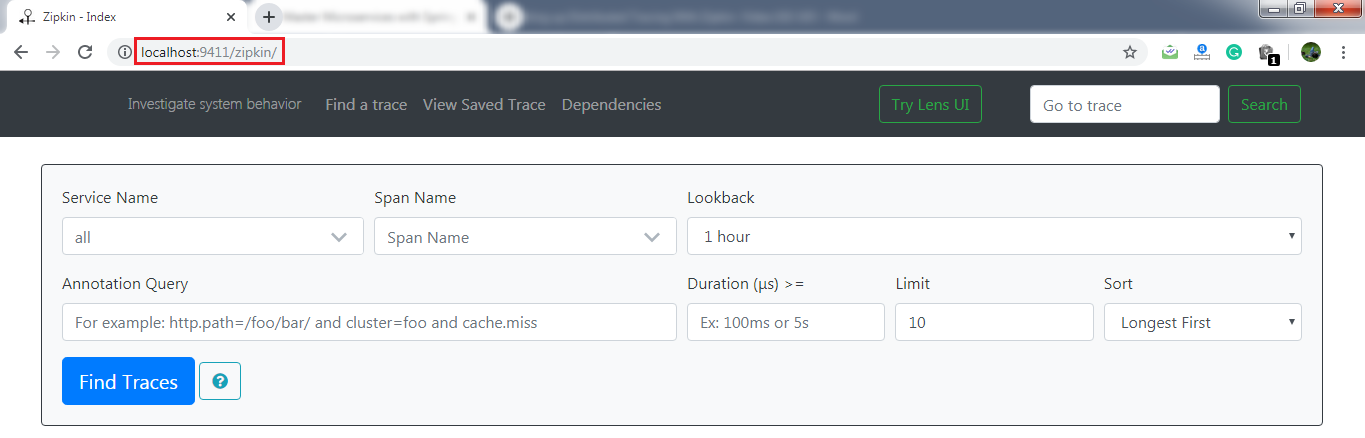 Zipkin - Index
localhost:9411/zipkin/
1
Investigate system behavior Find a trace View Saved Trace Dependencies Try Lens UI Go to trace Search
Service Name Span Name Lookback
all Span Name 1 hour
Annotation Query Duration (µs) >= Limit Sort
For example: http.path=/foo/bar/ and cluster=foo and cache.miss Ex: 100ms or 5s 10 Longest First
Find Traces ?